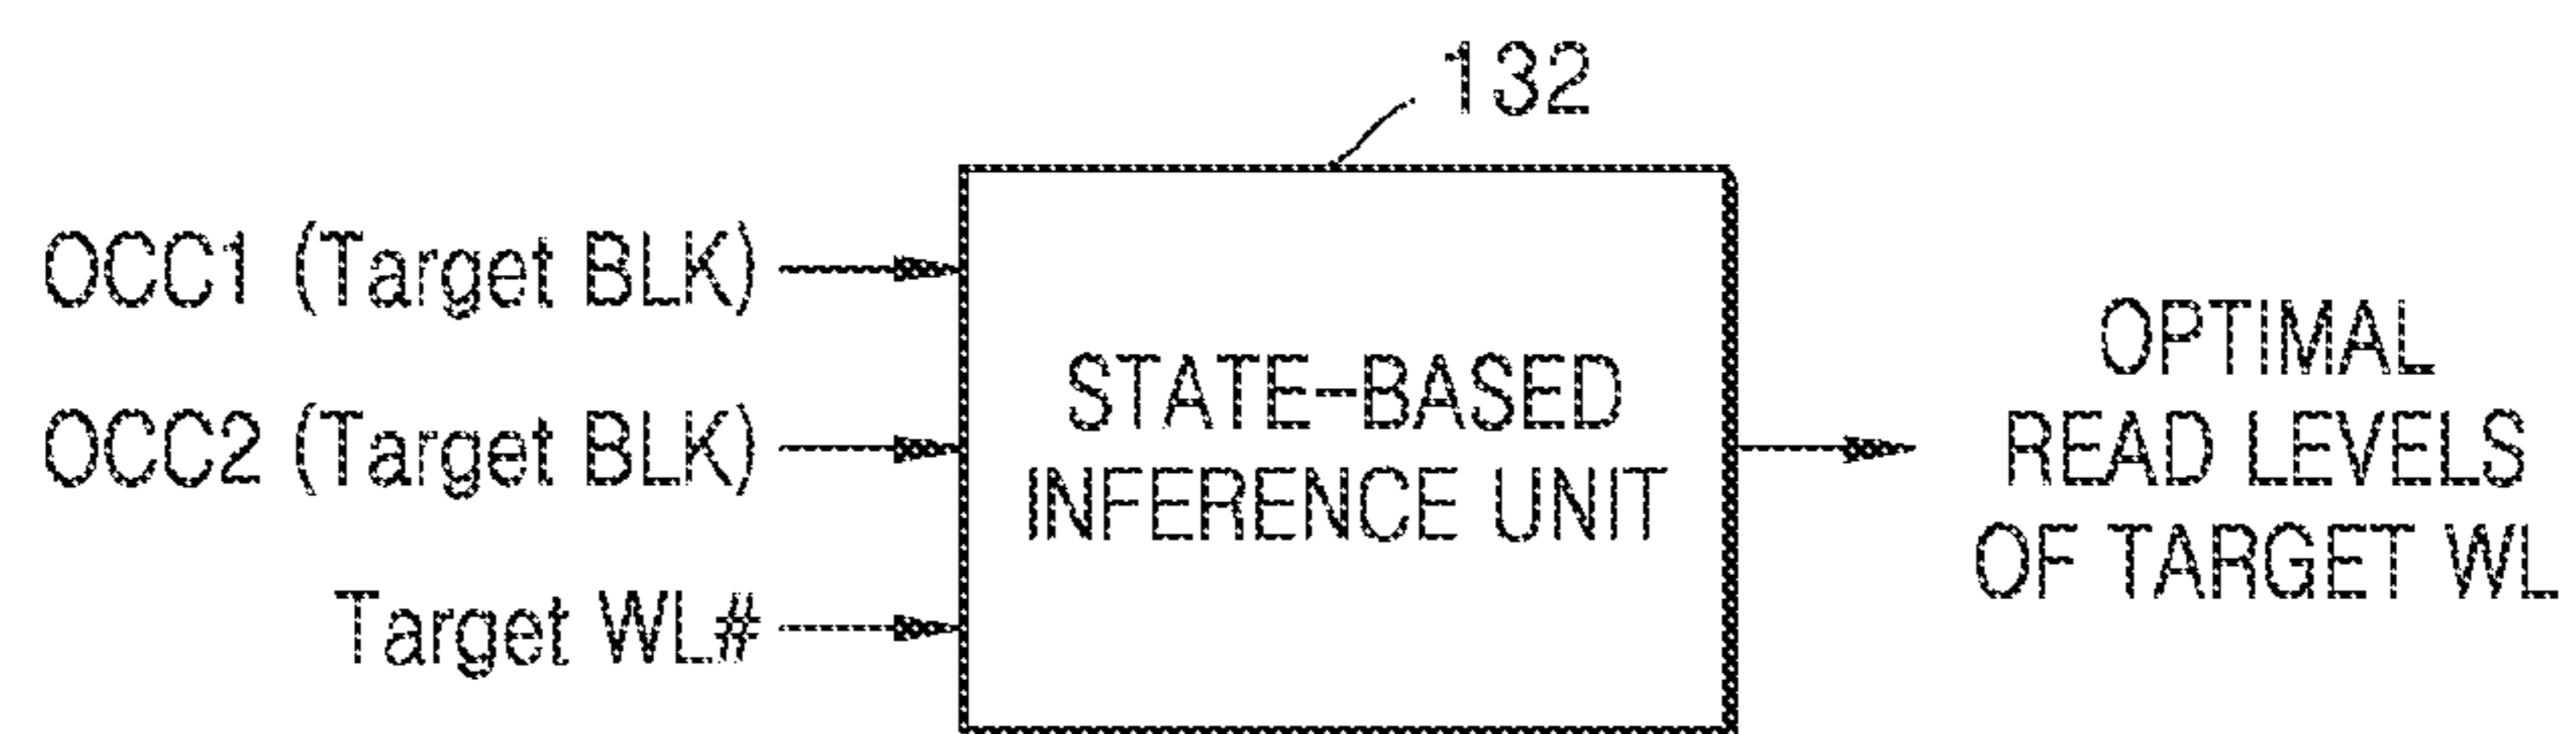 132
OCC1 (Target BLK)
OCC2 (Target BLK)
Target WL#
STATE-BASED
INFERENCE UNIT
OPTIMAL
READ LEVELS
OF TARGET WL